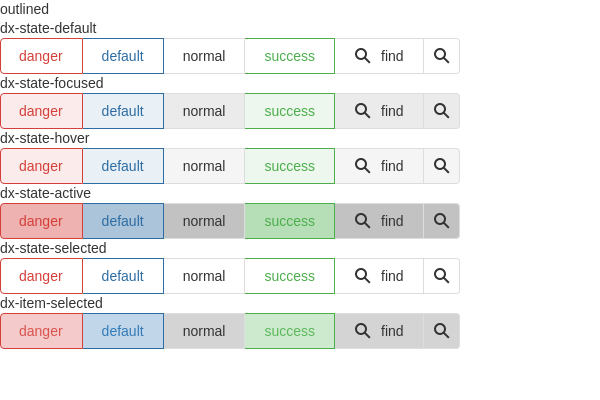 outlined
dx-state-default
danger default normal success find
dx-state-focused
danger default normal success find
dx-state-hover
danger default normal success find
dx-state-active
danger default normal success find
dx-state-selected
danger default normal success find
dx-item-selected
danger default normal success find